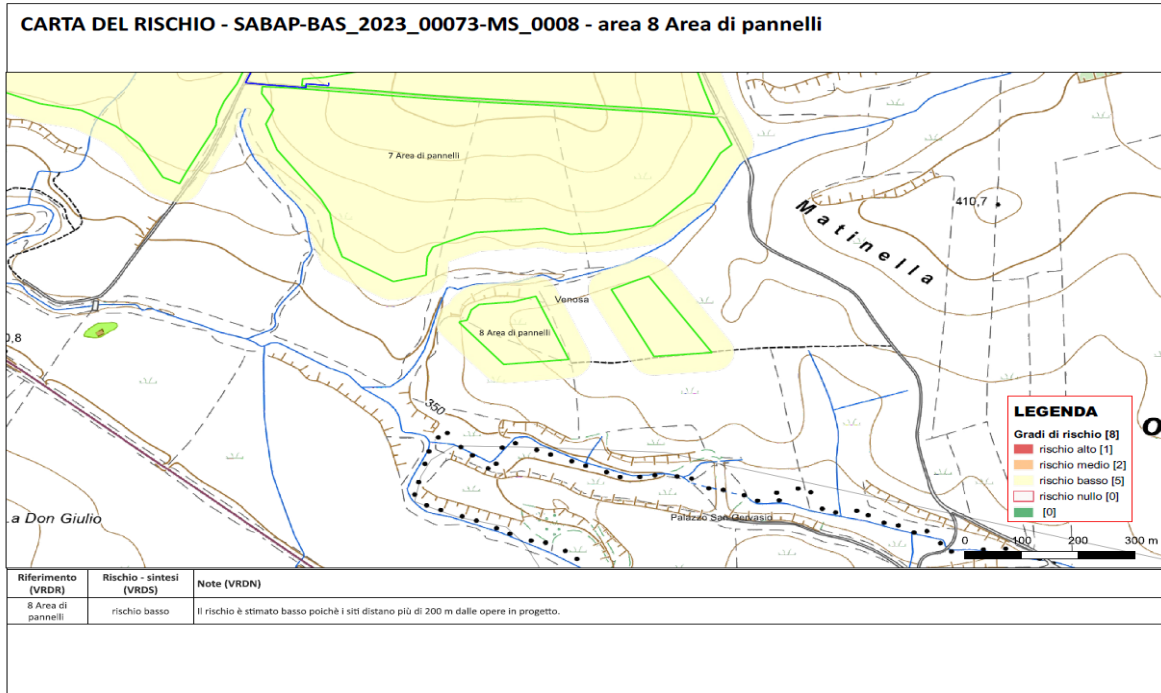 CARTA DEL RISCHIO - SABAP-BAS_2023_00073-MS_0008 - area 8 Area di pannelli
7 Area di pannelli
410,7
Matinella
Venosa
8 Area di pannelli
0,8
350
LEGENDA
Gradi di rischio [8]
rischio alto [1]
rischio medio [2]
rischio basso [5]
rischio nullo [0]
[0]
O
La Don Giulio
Palazzo San Gervasio
0 100 200 300 m
Riferimento (VRDR) Rischio - sintesi (VRDS) Note (VRDN)
8 Area di pannelli rischio basso Il rischio è stimato basso poichè i siti distano più di 200 m dalle opere in progetto.